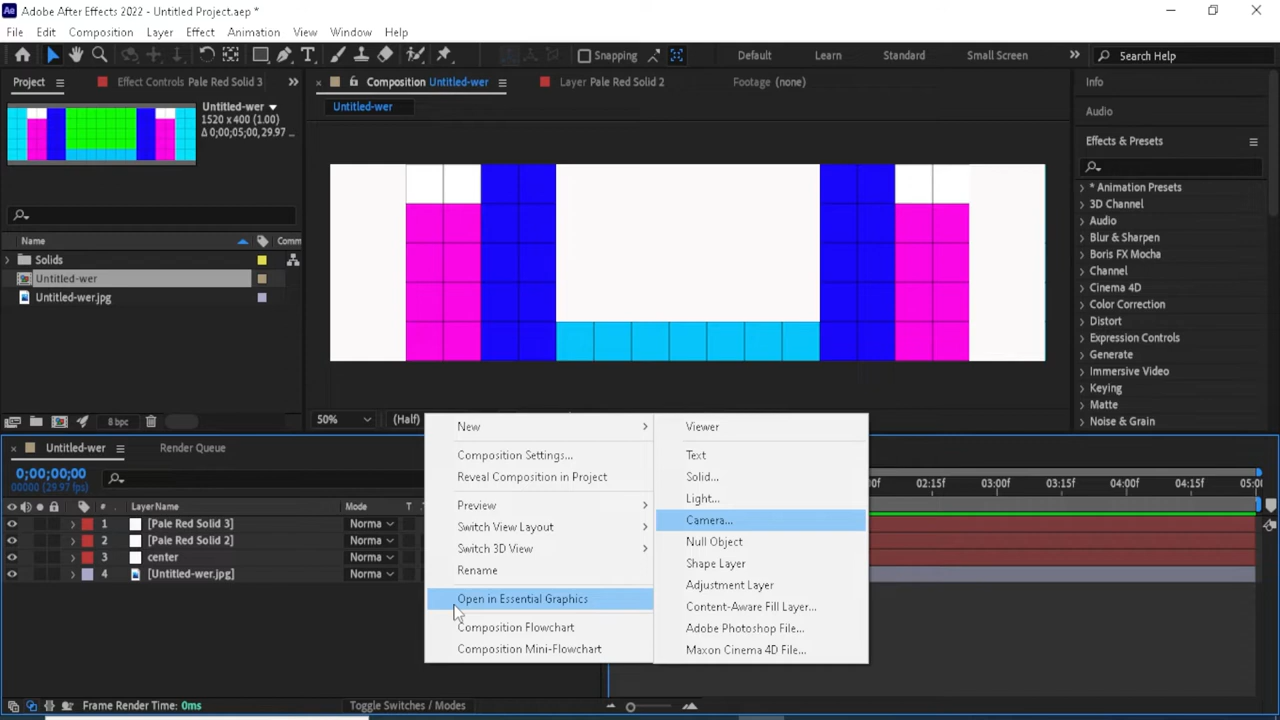 Adobe After Effects 2022 - Untitled Project.aep *
File Edit Composition Layer Effect Animation View Window Help
Snapping Default Learn Standard Small Screen Search Help
Project Effect Controls Pale Red Solid 3 Composition Untitled-wer Layer Pale Red Solid 2 Footage (none) Info
Untitled-wer
1520 x 400 (1.00)
Δ 0;00;05;00, 29.97 ...
Untitled-wer
Audio
Effects & Presets
* Animation Presets
3D Channel
Audio
Blur & Sharpen
Boris FX Mocha
Channel
Cinema 4D
Color Correction
Distort
Expression Controls
Generate
Immersive Video
Keying
Matte
Noise & Grain
Name Comm
Solids
Untitled-wer
Untitled-wer.jpg
8 bpc
50% (Half)
New
Composition Settings...
Reveal Composition in Project
Preview
Switch View Layout
Switch 3D View
Rename
Open in Essential Graphics
Composition Flowchart
Composition Mini-Flowchart
Viewer
Text
Solid...
Light...
Camera...
Null Object
Shape Layer
Adjustment Layer
Content-Aware Fill Layer...
Adobe Photoshop File...
Maxon Cinema 4D File...
Untitled-wer Render Queue
0;00;00;00
00000 (29.97 fps)
00f 02:15f 03:00f 03:15f 04:00f 04:15f 05:0
Layer Name Mode T
1 [Pale Red Solid 3] Norma
2 [Pale Red Solid 2] Norma
3 center Norma
4 [Untitled-wer.jpg] Norma
Frame Render Time: 0ms Toggle Switches / Modes